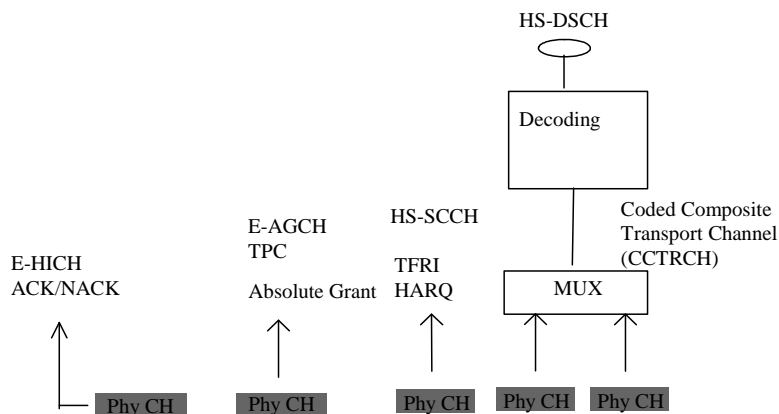 HS-DSCH
Decoding
HS-SCCH
Coded Composite
Transport Channel
(CCTRCH)
E-AGCH
TPC
E-HICH
ACK/NACK
TFRI
HARQ
Absolute Grant
MUX
Phy CH
Phy CH
Phy CH
Phy CH
Phy CH